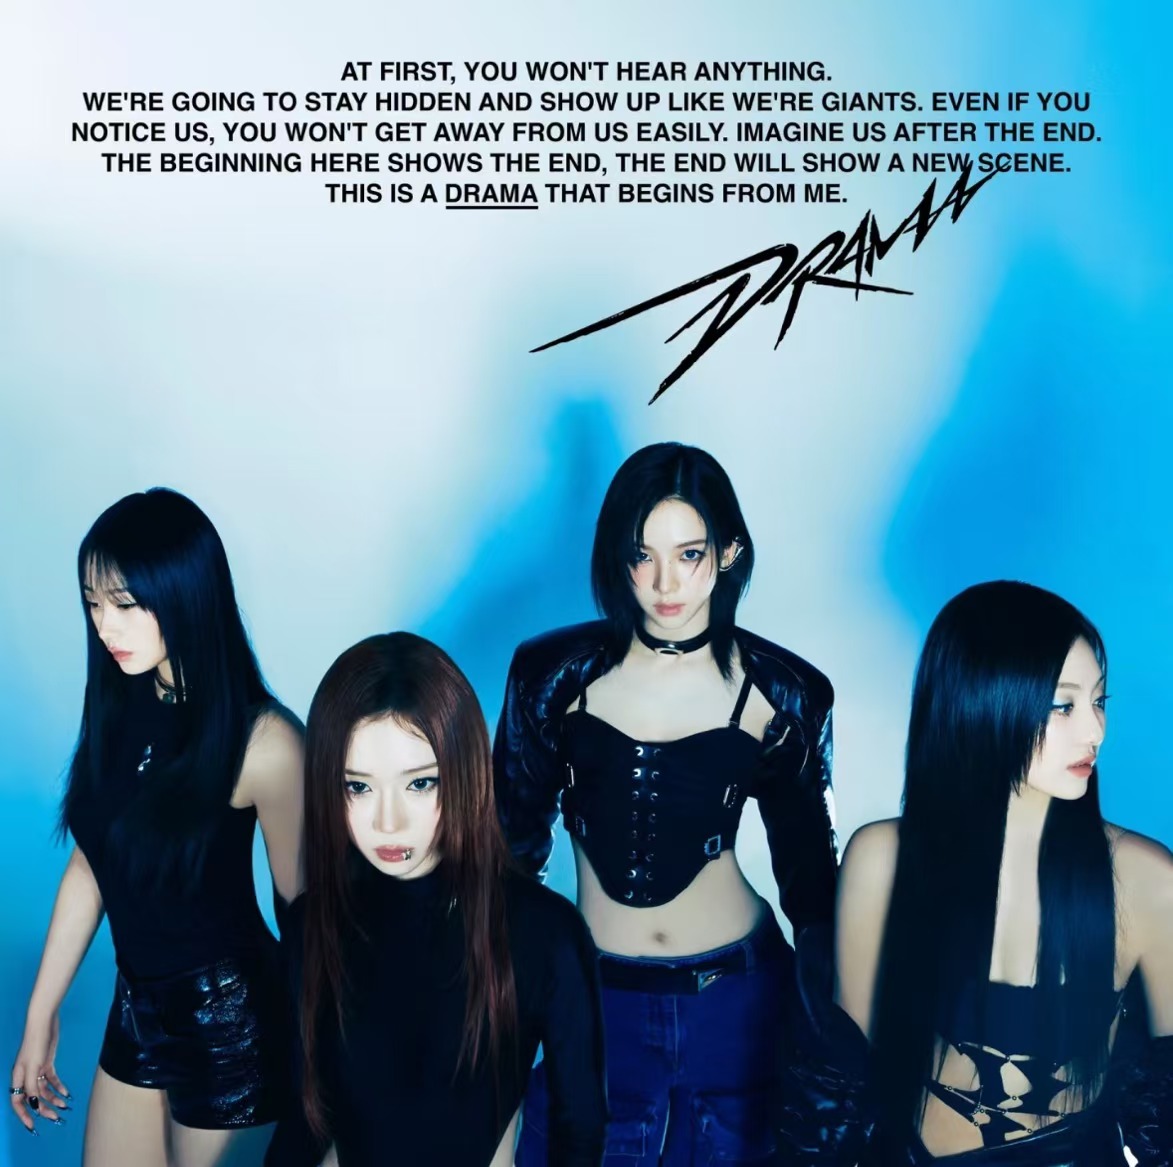 AT FIRST, YOU WON'T HEAR ANYTHING.
WE'RE GOING TO STAY HIDDEN AND SHOW UP LIKE WE'RE GIANTS. EVEN IF YOU
NOTICE US, YOU WON'T GET AWAY FROM US EASILY. IMAGINE US AFTER THE END.
THE BEGINNING HERE SHOWS THE END, THE END WILL SHOW A NEW SCENE.
THIS IS A DRAMA THAT BEGINS FROM ME.
DRAMA